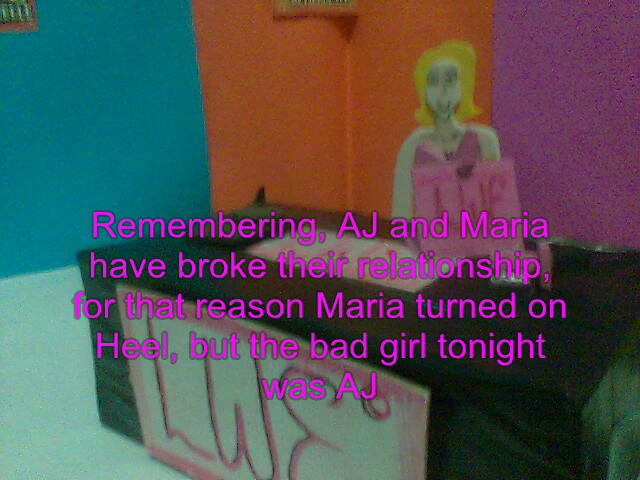 Remembering, AJ and Maria
have broke their relationship,
for that reason Maria turned on
Heel, but the bad girl tonight
was AJ